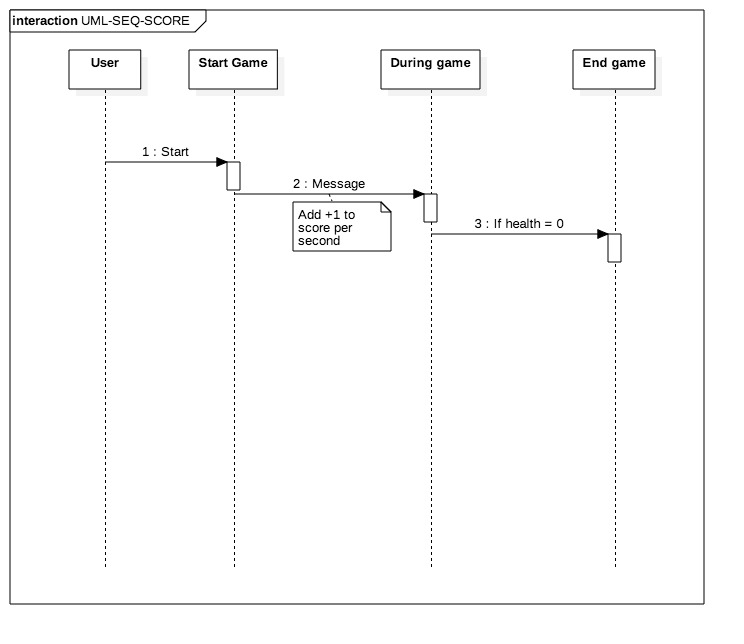 interaction UML-SEQ-SCORE
User
Start Game
During game
End game
1 : Start
2 : Message
Add +1 to
score per
second
3 : If health = 0